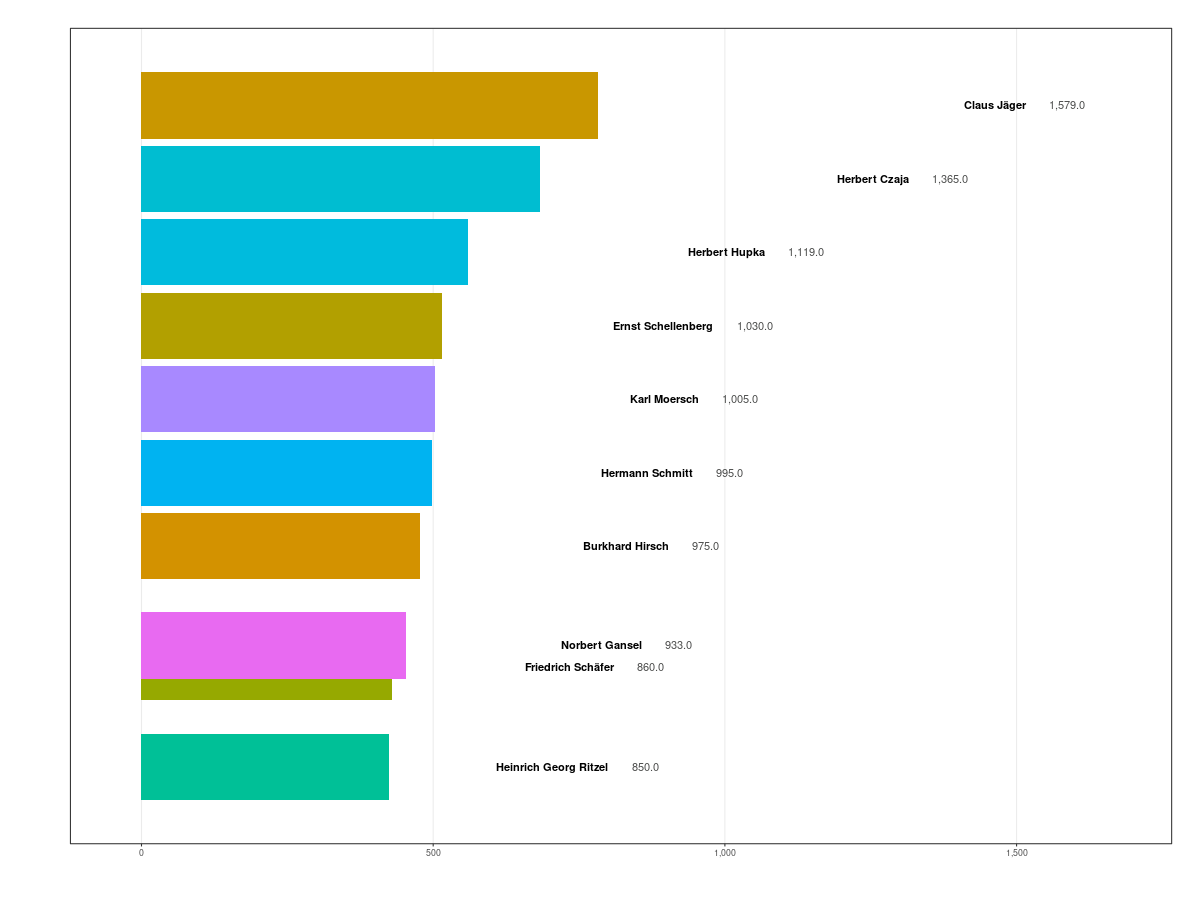 Claus Jäger 1,579.0
Herbert Czaja 1,365.0
Herbert Hupka 1,119.0
Ernst Schellenberg 1,030.0
Karl Moersch 1,005.0
Hermann Schmitt 995.0
Burkhard Hirsch 975.0
Norbert Gansel 933.0
Friedrich Schäfer 860.0
Heinrich Georg Ritzel 850.0
0 500 1,000 1,500